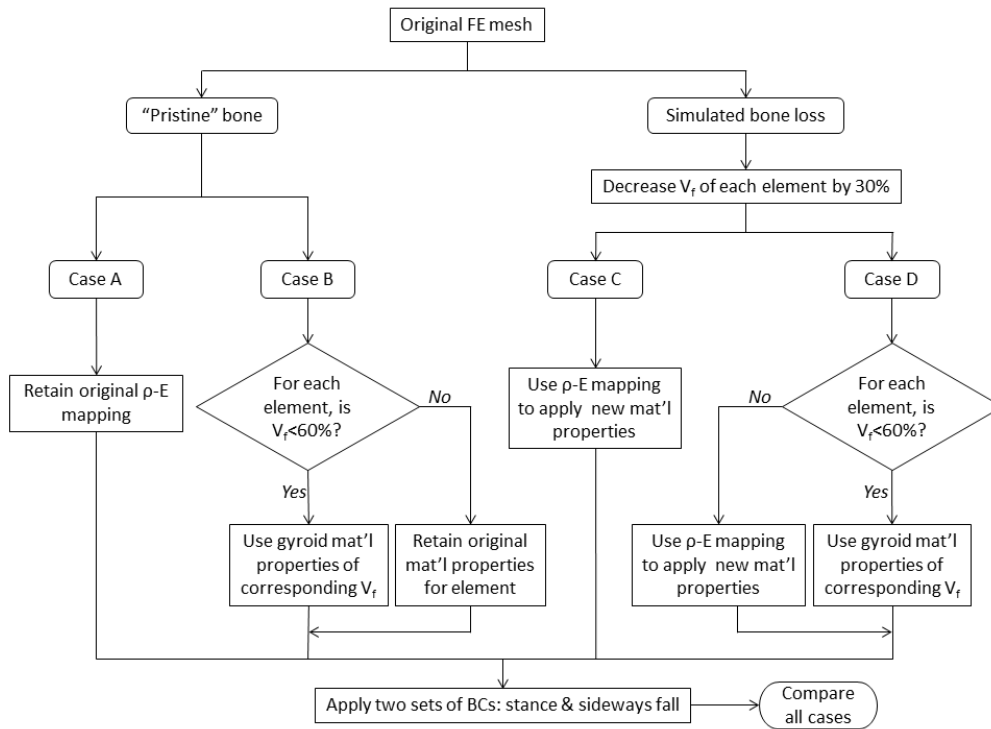 Original FE mesh
“Pristine” bone
Simulated bone loss
Decrease Vf of each element by 30%
Case A
Case B
Case C
Case D
Retain original ρ-E
mapping
For each
element, is
Vf<60%?
No
Yes
Use gyroid mat’l
properties of
corresponding Vf
Retain original
mat’l properties
for element
Use ρ-E mapping
to apply new mat’l
properties
For each
element, is
Vf<60%?
No
Yes
Use ρ-E mapping
to apply new mat’l
properties
Use gyroid mat’l
properties of
corresponding Vf
Apply two sets of BCs: stance & sideways fall
Compare
all cases